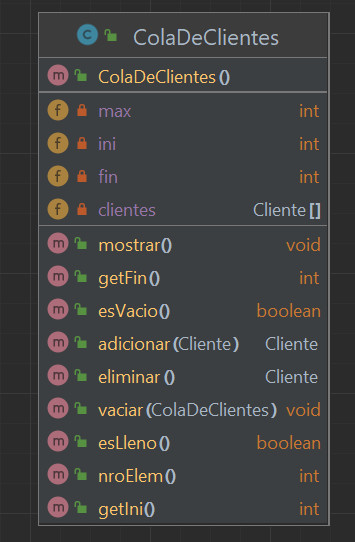 C ColaDeClientes
m ColaDeClientes()
f max int
f ini int
f fin int
f clientes Cliente[]
m mostrar() void
m getFin() int
m esVacio() boolean
m adicionar(Cliente) Cliente
m eliminar() Cliente
m vaciar(ColaDeClientes) void
m esLleno() boolean
m nroElem() int
m getIni() int